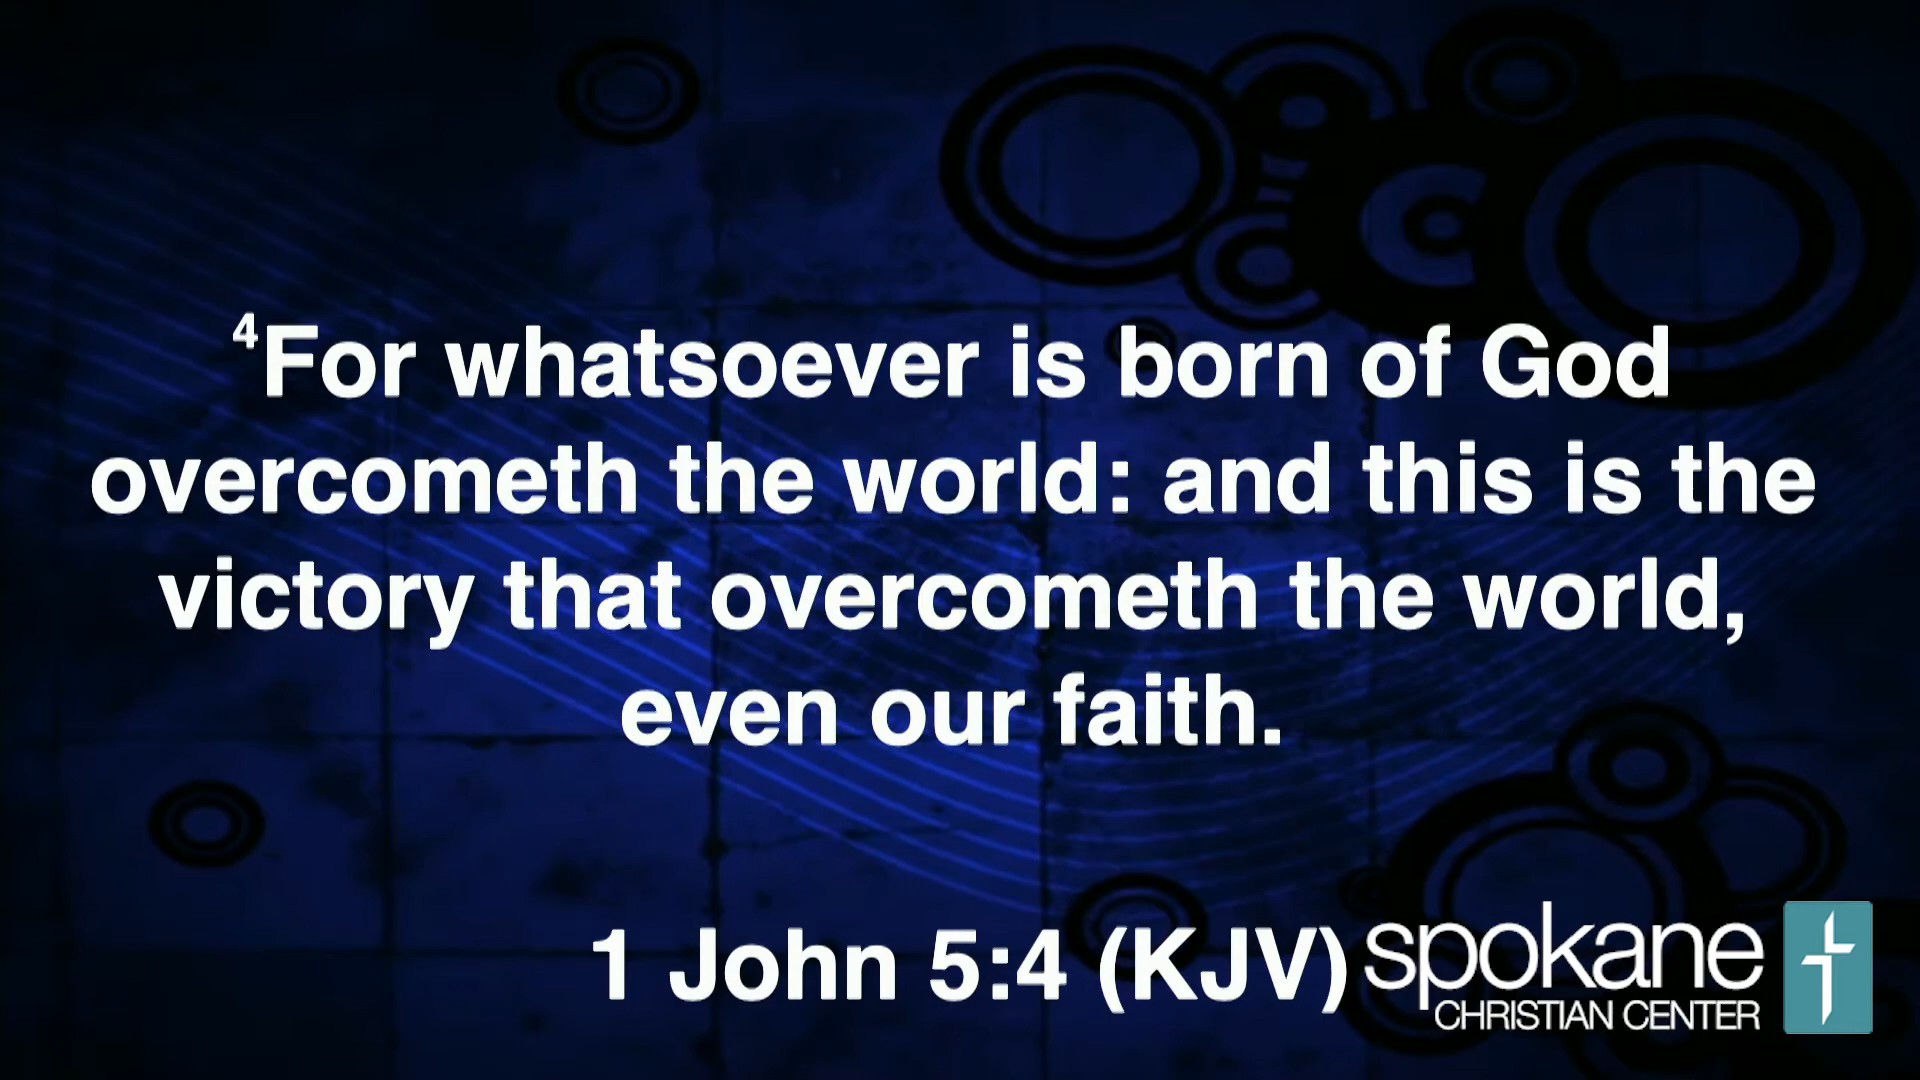 ⁴For whatsoever is born of God
overcometh the world: and this is the
victory that overcometh the world,
even our faith.
1 John 5:4 (KJV)
spokane
CHRISTIAN CENTER